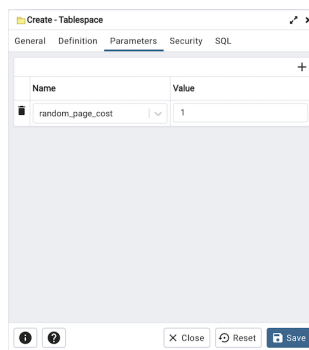 Create - Tablespace
General Definition Parameters Security SQL
Name Value
random_page_cost 1
Close Reset Save